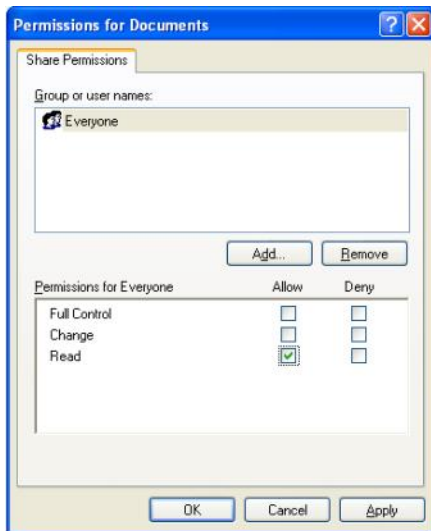 Permissions for Documents
Share Permissions
Group or user names:
Everyone
Add... Remove
Permissions for Everyone Allow Deny
Full Control
Change
Read
OK Cancel Apply